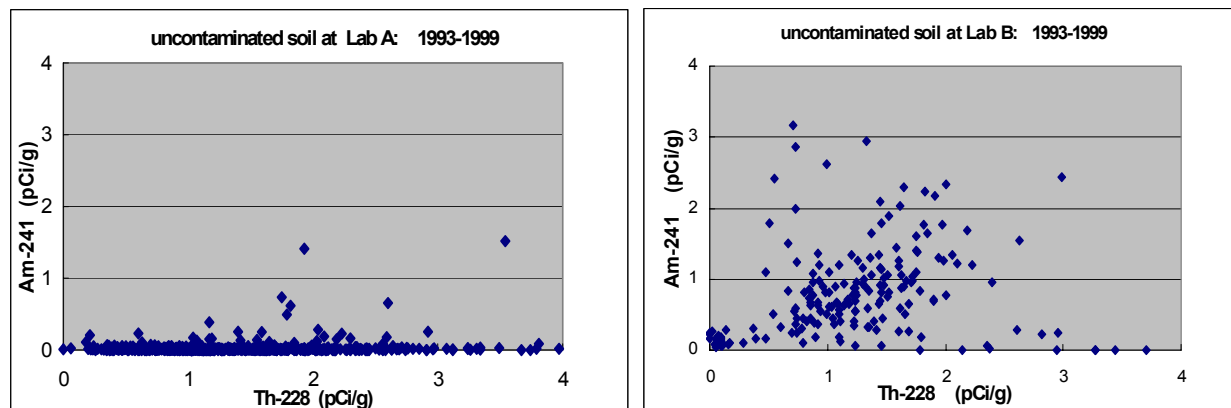 uncontaminated soil at Lab A: 1993-1999
4
3
2
1
0
Am-241 (pCi/g)
0 1 2 3 4
Th-228 (pCi/g)
uncontaminated soil at Lab B: 1993-1999
4
3
2
1
0
Am-241 (pCi/g)
0 1 2 3 4
Th-228 (pCi/g)